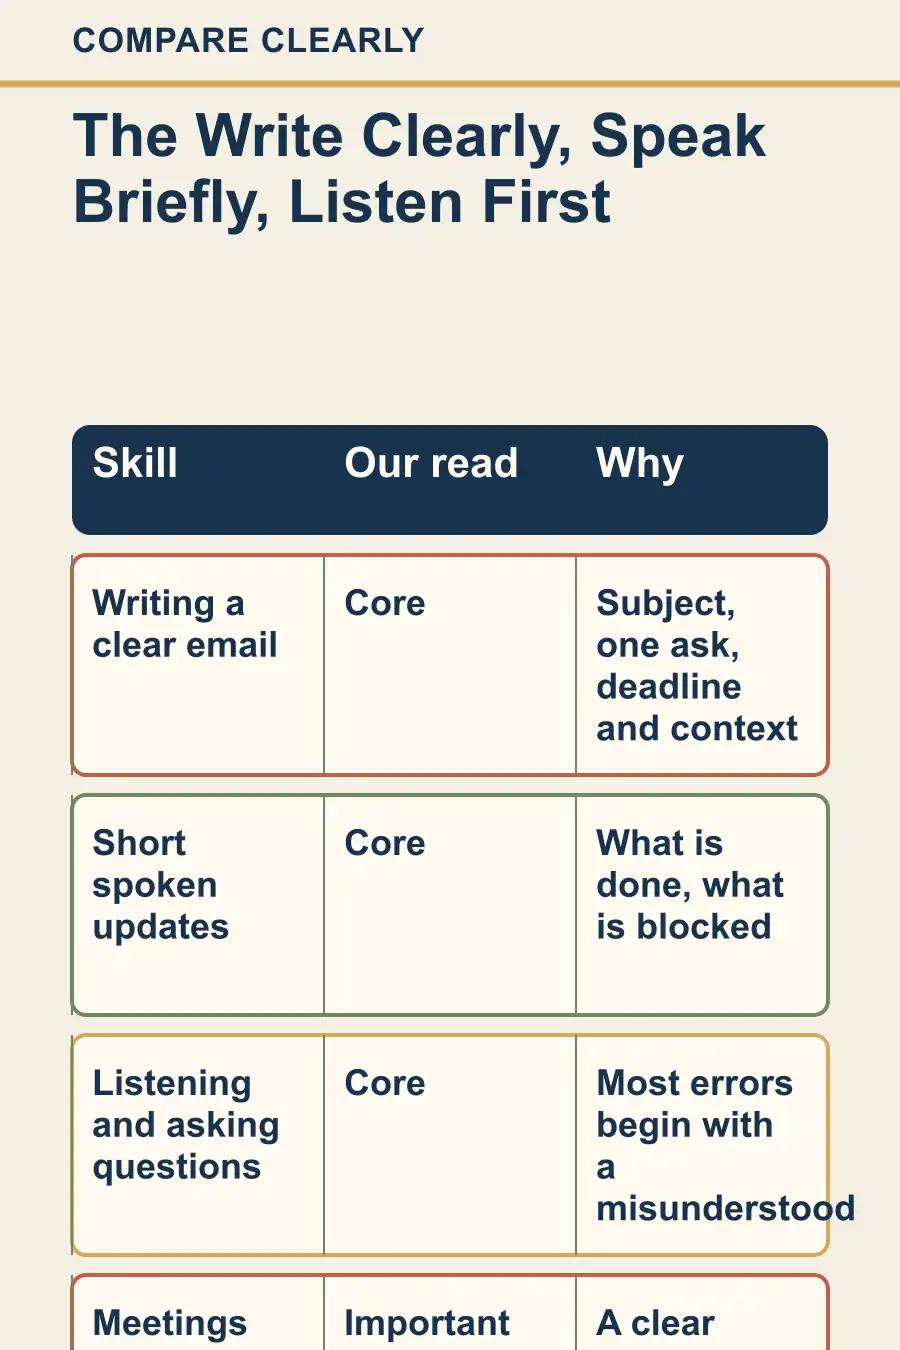 COMPARE CLEARLY
The Write Clearly, Speak
Briefly, Listen First
Skill Our read Why
Writing a Core Subject,
clear email one ask,
deadline
and context
Short Core What is
spoken done, what
updates is blocked
Listening Core Most errors
and asking begin with
questions a
misunderstood
Meetings Important A clear